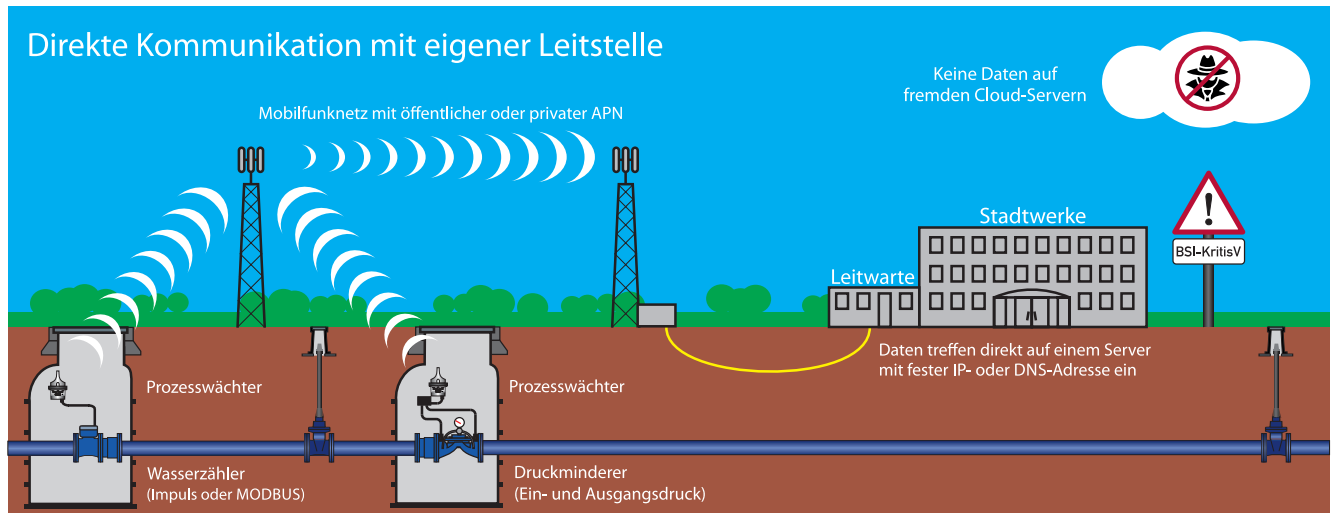 Direkte Kommunikation mit eigener Leitstelle
Keine Daten auf
fremden Cloud-Servern
Mobilfunknetz mit öffentlicher oder privater APN
Stadtwerke
BSI-KritisV
Leitwarte
Daten treffen direkt auf einem Server
mit fester IP- oder DNS-Adresse ein
Prozesswächter
Prozesswächter
Wasserzähler
(Impuls oder MODBUS)
Druckminderer
(Ein- und Ausgangsdruck)